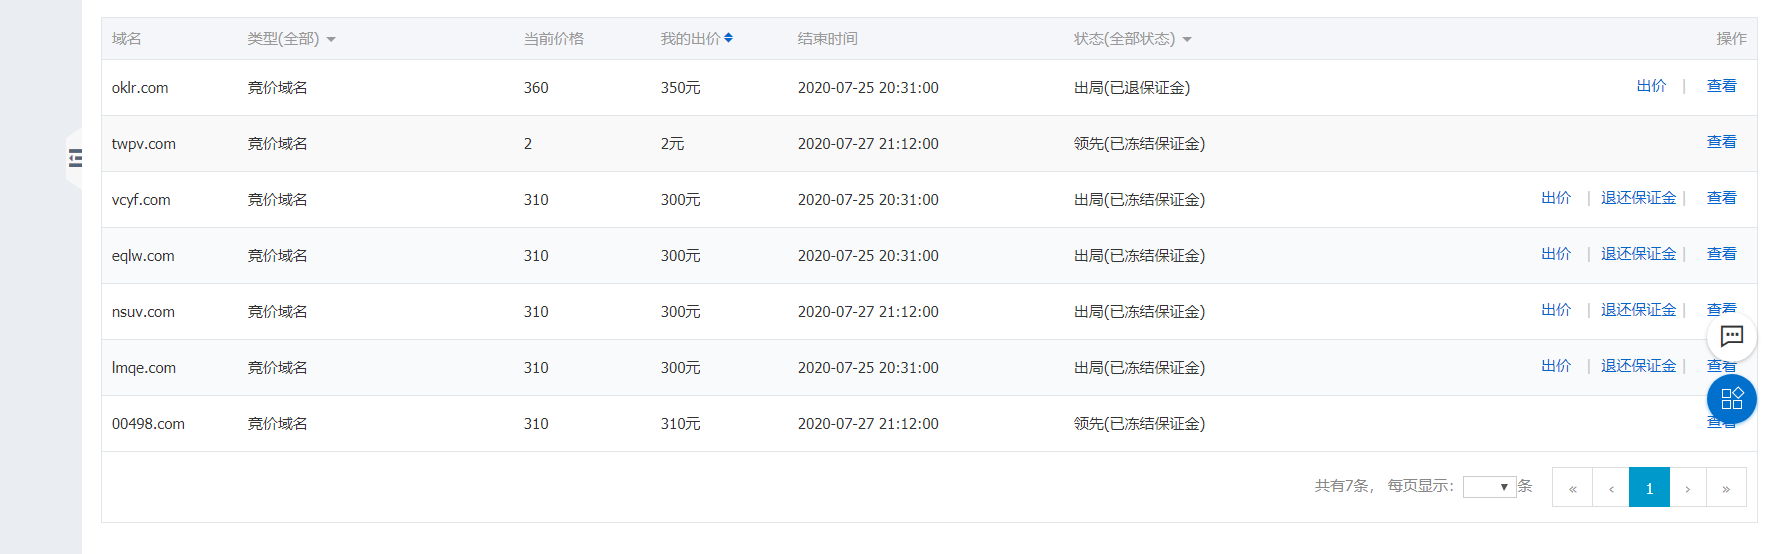 域名 类型(全部) 当前价格 我的出价 结束时间 状态(全部状态) 操作
oklr.com 竞价域名 360 350元 2020-07-25 20:31:00 出局(已退保证金) 出价 | 查看
twpv.com 竞价域名 2 2元 2020-07-27 21:12:00 领先(已冻结保证金) 查看
vcyf.com 竞价域名 310 300元 2020-07-25 20:31:00 出局(已冻结保证金) 出价 | 退还保证金 | 查看
eqlw.com 竞价域名 310 300元 2020-07-25 20:31:00 出局(已冻结保证金) 出价 | 退还保证金 | 查看
nsuv.com 竞价域名 310 300元 2020-07-27 21:12:00 出局(已冻结保证金) 出价 | 退还保证金 | 查看
lmqe.com 竞价域名 310 300元 2020-07-25 20:31:00 出局(已冻结保证金) 出价 | 退还保证金 | 查看
00498.com 竞价域名 310 310元 2020-07-27 21:12:00 领先(已冻结保证金) 查看
共有7条， 每页显示： 条 « ‹ 1 › »